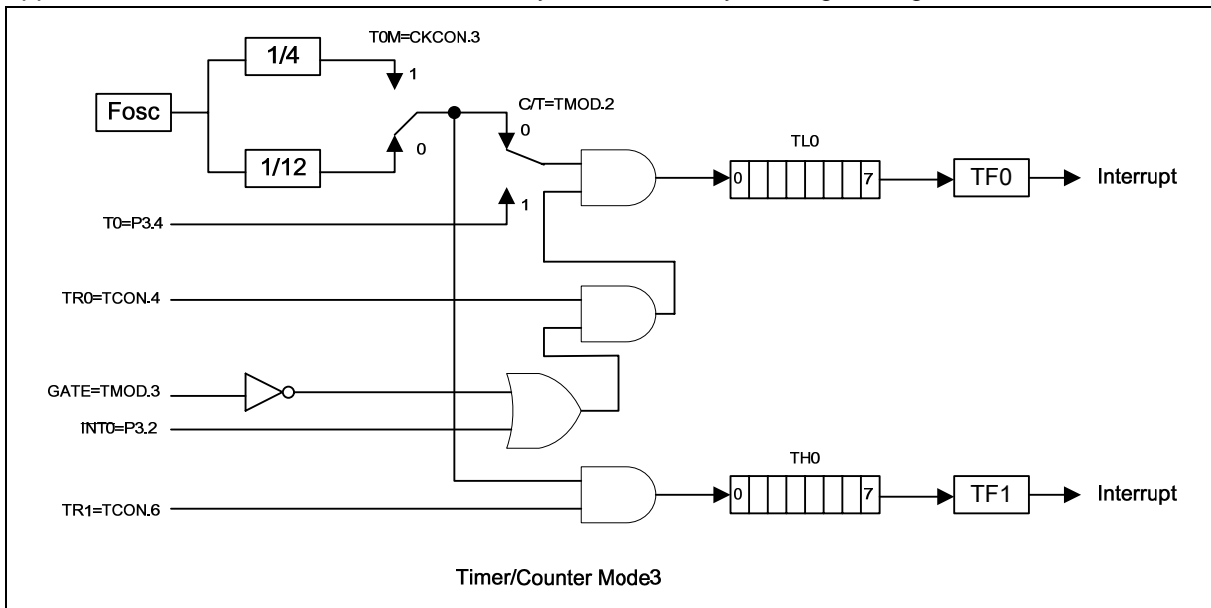 T0M=CKCON.3
1/4
1
Fosc
C/T=TMOD.2
0
1/12
0
TL0
0 7
TF0
Interrupt
1
T0=P3.4
TR0=TCON.4
GATE=TMOD.3
INT0=P3.2
TH0
0 7
TF1
Interrupt
TR1=TCON.6
Timer/Counter Mode3